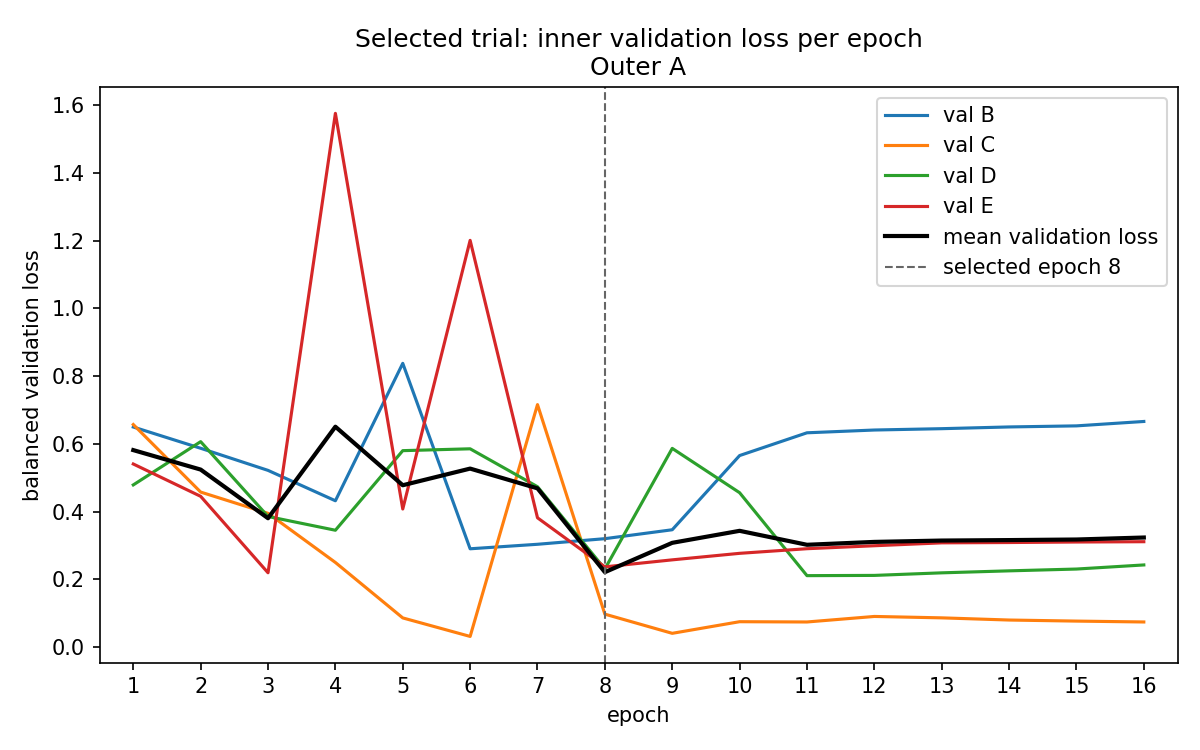 Selected trial: inner validation loss per epoch
Outer A
balanced validation loss
1.6
1.4
1.2
1.0
0.8
0.6
0.4
0.2
0.0
val B
val C
val D
val E
mean validation loss
selected epoch 8
1 2 3 4 5 6 7 8 9 10 11 12 13 14 15 16
epoch